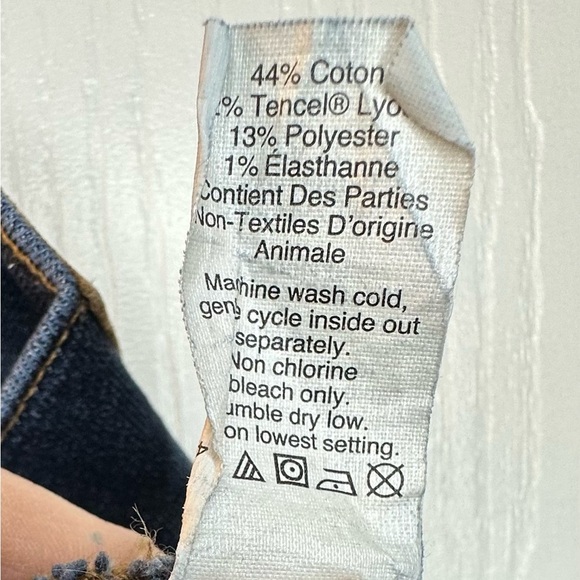 44% Coton
% Tencel® Lyo
13% Polyester
1% Élasthanne
Contient Des Parties
Non-Textiles D'origine
Animale
Machine wash cold,
cycle inside out
separately.
Non chlorine
bleach only.
umble dry low.
on lowest setting.